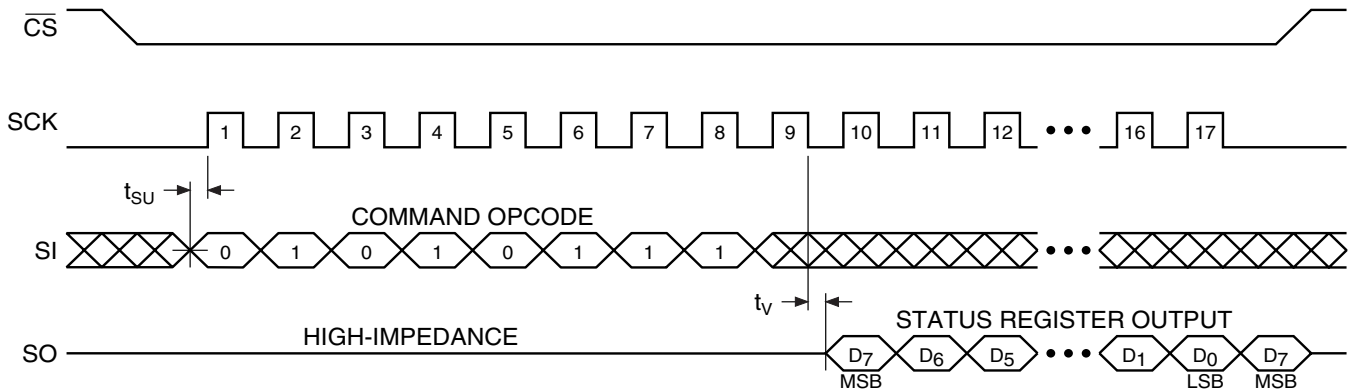 CS
SCK
1 2 3 4 5 6 7 8 9 10 11 12 ••• 16 17
tSU
COMMAND OPCODE
SI
0 1 0 1 0 1 1 1 •••
tV
HIGH-IMPEDANCE
STATUS REGISTER OUTPUT
SO
D7 D6 D5 ••• D1 D0 D7
MSB LSB MSB